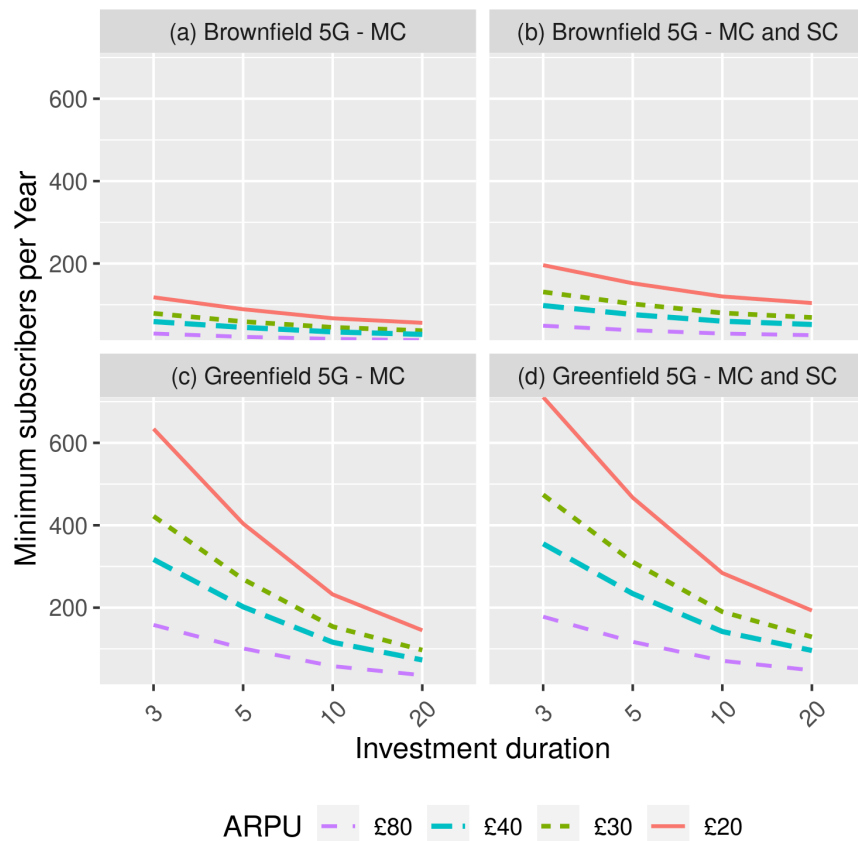 (a) Brownfield 5G - MC
(b) Brownfield 5G - MC and SC
600
400
200
(c) Greenfield 5G - MC
(d) Greenfield 5G - MC and SC
600
400
200
Minimum subscribers per Year
3 5 10 20
3 5 10 20
Investment duration
ARPU £80 £40 £30 £20